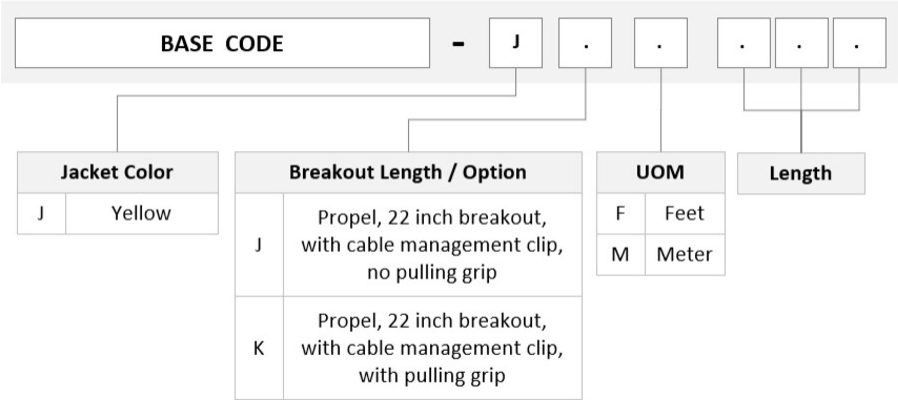 BASE CODE - J . . . . .
Jacket Color
J Yellow
Breakout Length / Option
J Propel, 22 inch breakout,
with cable management clip,
no pulling grip
K Propel, 22 inch breakout,
with cable management clip,
with pulling grip
UOM
F Feet
M Meter
Length